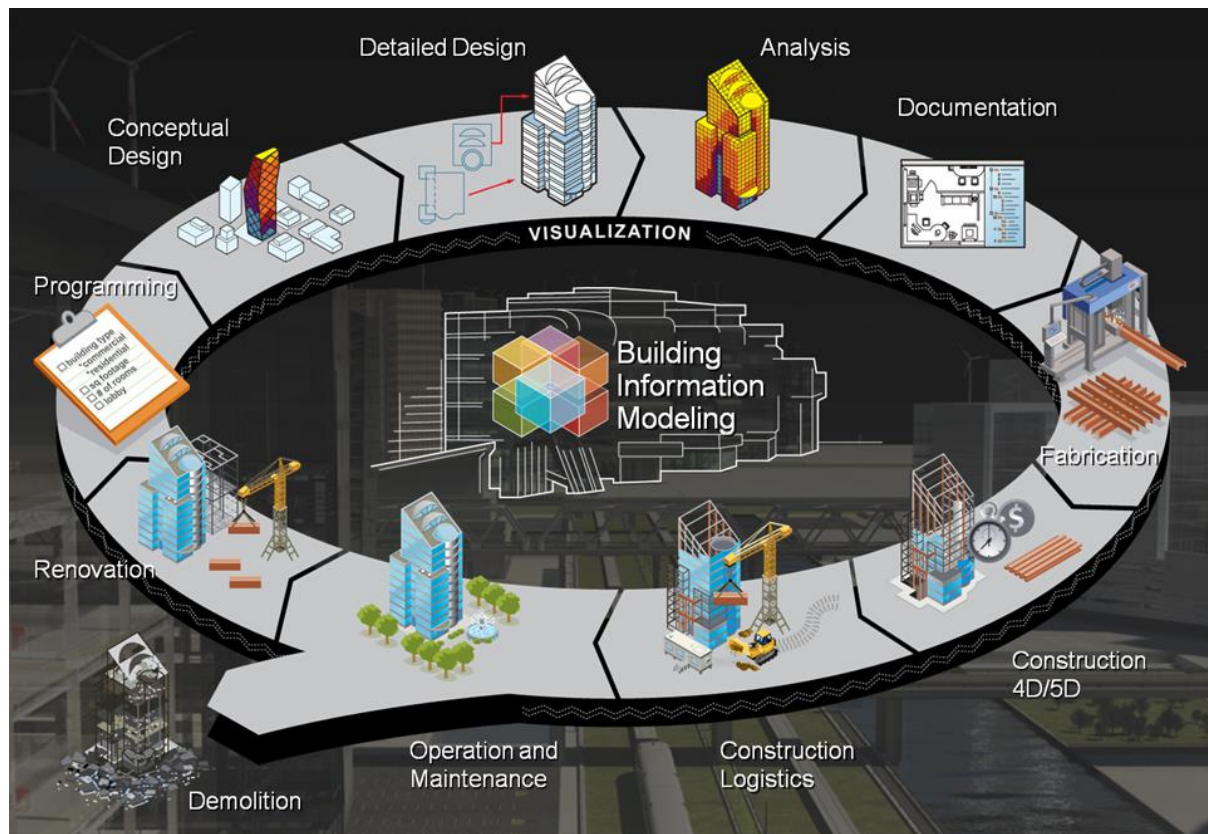 Detailed Design
Analysis
Documentation
Conceptual
Design
VISUALIZATION
Programming
building type
*commercial
*residential
sq footage
# of rooms
lobby
Building
Information
Modeling
Fabrication
Renovation
$
Construction
4D/5D
Operation and
Maintenance
Construction
Logistics
Demolition